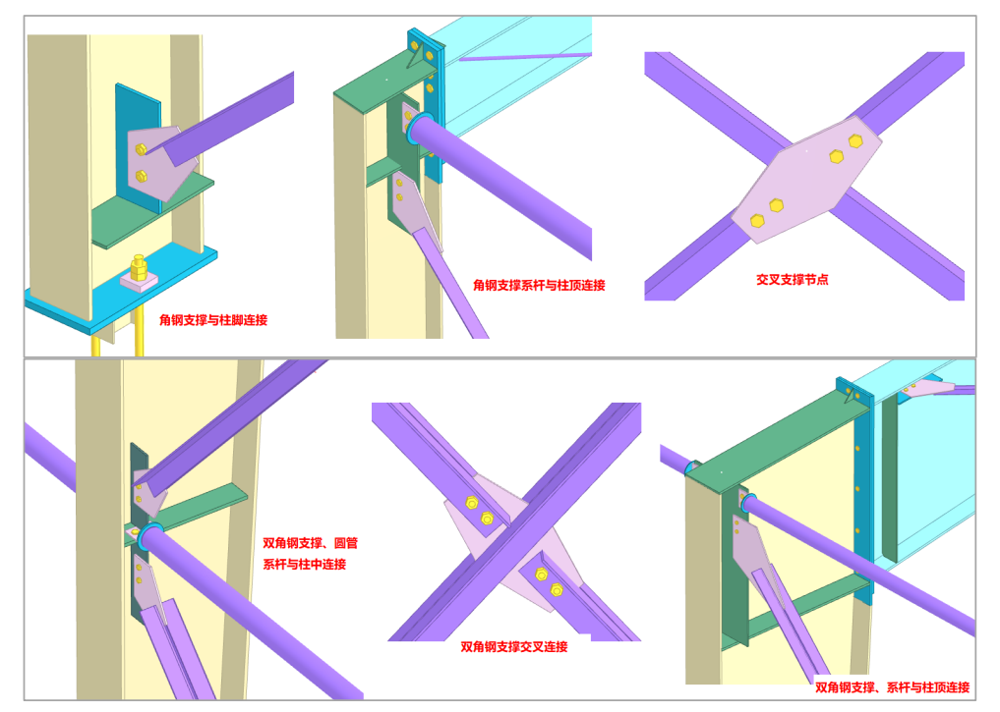 角钢支撑与柱脚连接
角钢支撑系杆与柱顶连接
交叉支撑节点
双角钢支撑、圆管
系杆与柱中连接
双角钢支撑交叉连接
双角钢支撑、系杆与柱顶连接